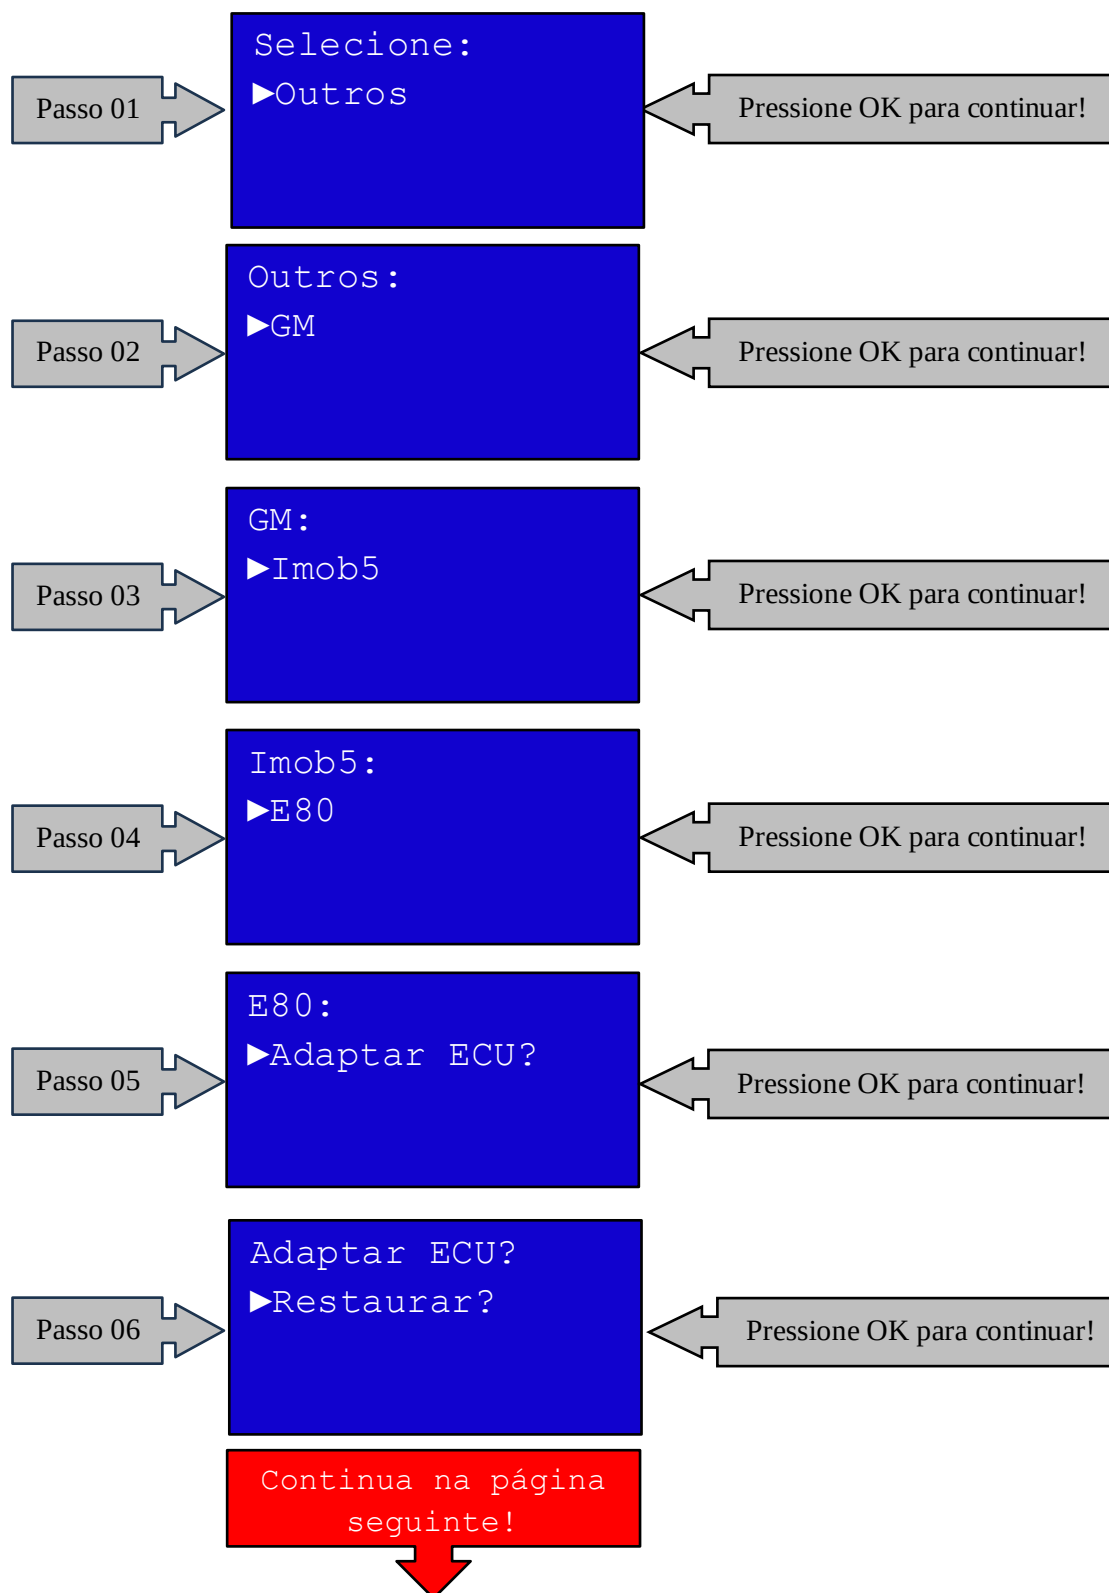 Selecione:
►Outros
Passo 01
Pressione OK para continuar!
Outros:
►GM
Passo 02
Pressione OK para continuar!
GM:
►Imob5
Passo 03
Pressione OK para continuar!
Imob5:
►E80
Passo 04
Pressione OK para continuar!
E80:
►Adaptar ECU?
Passo 05
Pressione OK para continuar!
Adaptar ECU?
►Restaurar?
Passo 06
Pressione OK para continuar!
Continua na página
seguinte!